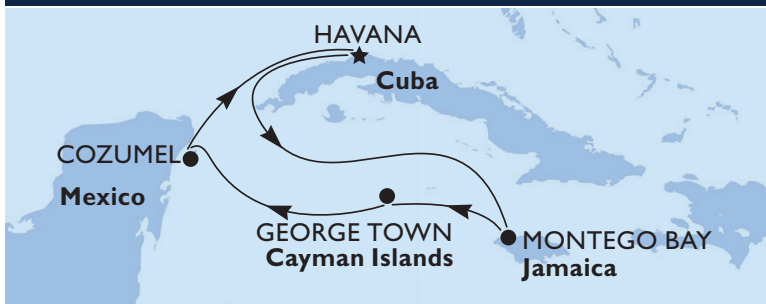 HAVANA
Cuba
COZUMEL
Mexico
GEORGE TOWN
Cayman Islands
MONTEGO BAY
Jamaica